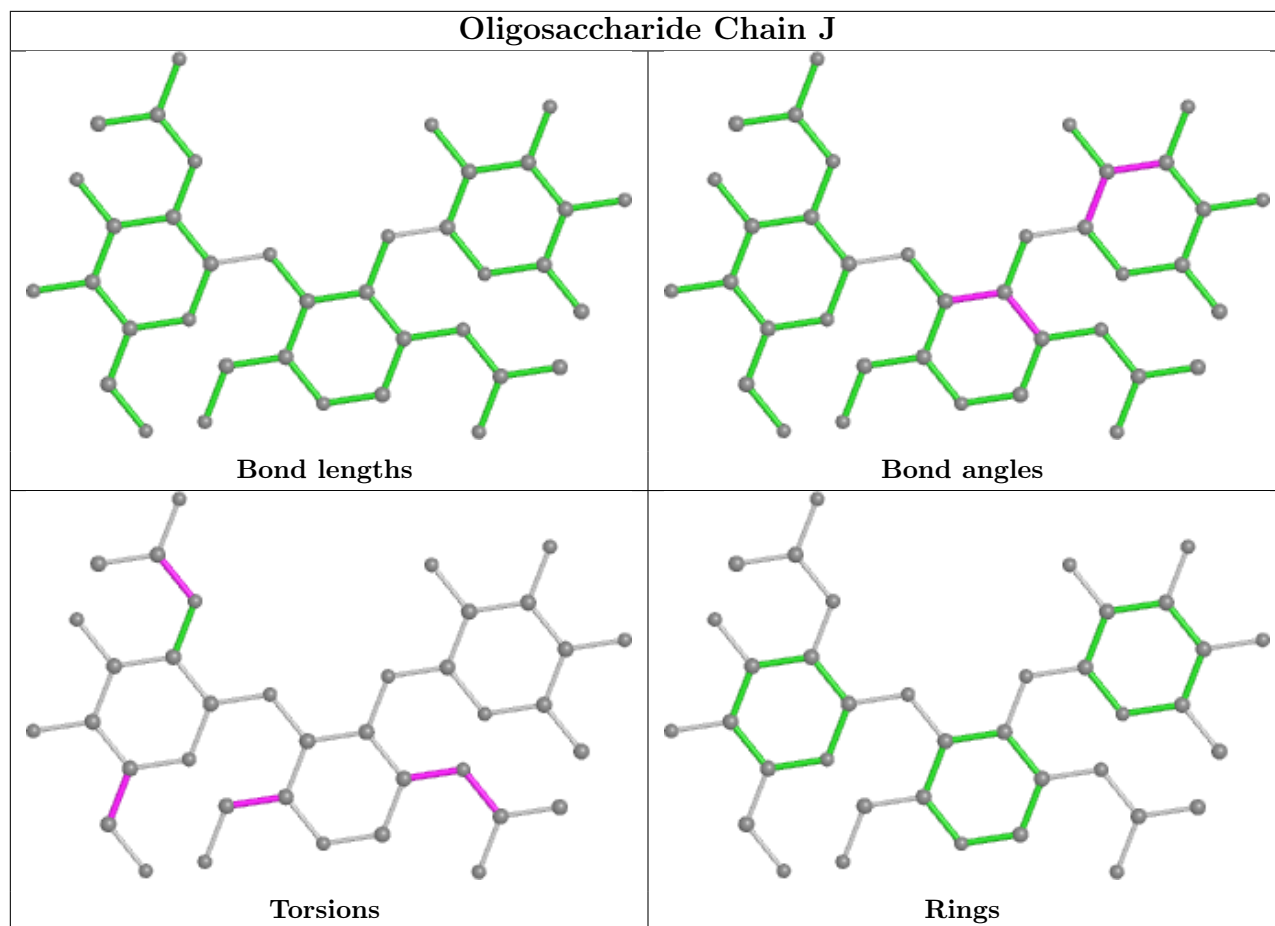 Oligosaccharide Chain J
Bond lengths
Bond angles
Torsions
Rings